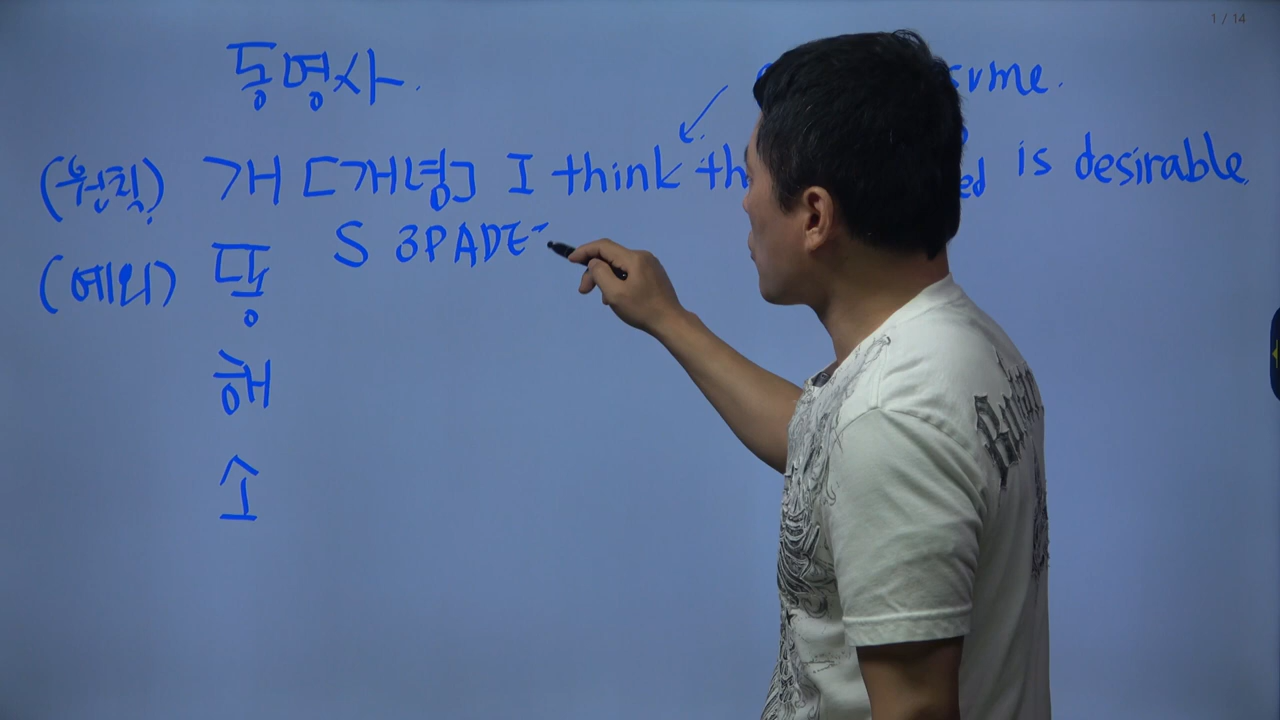 1 / 14
동명사.
sume.
(원칙) 개 [개념] I think th ed is desirable.
(예외) 똥 S 3PADE-
해
소